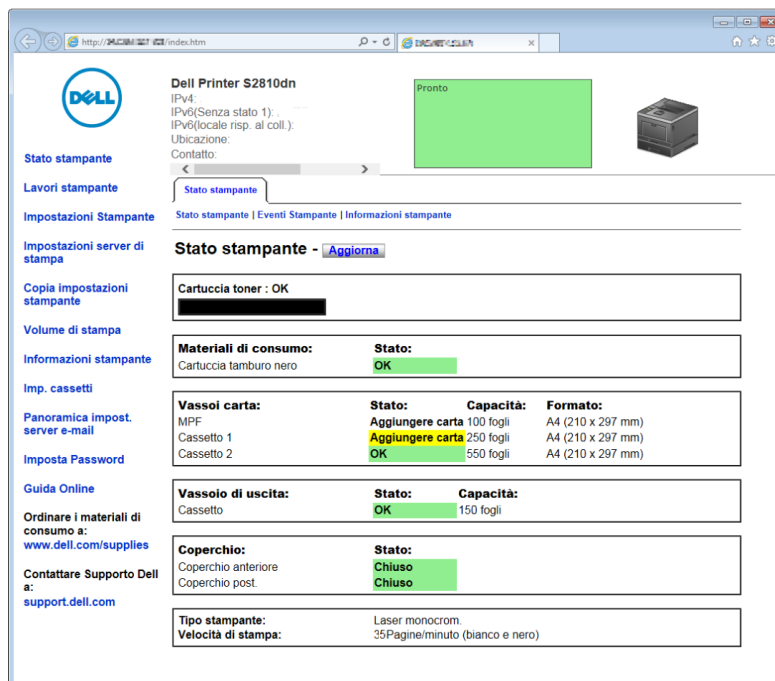 http:// /index.htm
DELL
Dell Printer S2810dn
IPv4:
IPv6(Senza stato 1):
IPv6(locale risp. al coll.):
Ubicazione:
Contatto:
Pronto
Stato stampante
Lavori stampante
Impostazioni Stampante
Impostazioni server di
stampa
Copia impostazioni
stampante
Volume di stampa
Informazioni stampante
Imp. cassetti
Panoramica impost.
server e-mail
Imposta Password
Guida Online
Ordinare i materiali di
consumo a:
www.dell.com/supplies
Contattare Supporto Dell
a:
support.dell.com
Stato stampante
Stato stampante | Eventi Stampante | Informazioni stampante
Stato stampante - Aggiorna
Cartuccia toner : OK
Materiali di consumo: Stato:
Cartuccia tamburo nero OK
Vassoi carta: Stato: Capacità: Formato:
MPF Aggiungere carta 100 fogli A4 (210 x 297 mm)
Cassetto 1 Aggiungere carta 250 fogli A4 (210 x 297 mm)
Cassetto 2 OK 550 fogli A4 (210 x 297 mm)
Vassoio di uscita: Stato: Capacità:
Cassetto OK 150 fogli
Coperchio: Stato:
Coperchio anteriore Chiuso
Coperchio post. Chiuso
Tipo stampante: Laser monocrom.
Velocità di stampa: 35Pagine/minuto (bianco e nero)